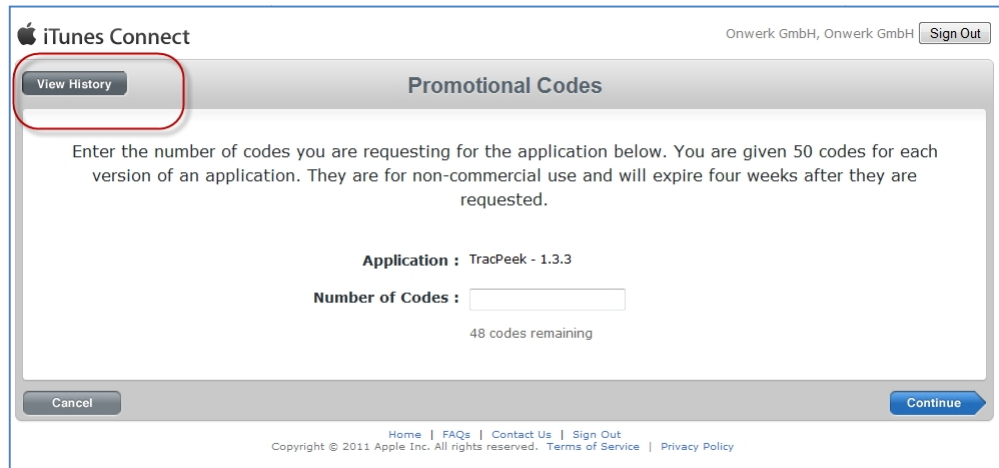 iTunes Connect
Onwerk GmbH, Onwerk GmbH Sign Out
View History
Promotional Codes
Enter the number of codes you are requesting for the application below. You are given 50 codes for each
version of an application. They are for non-commercial use and will expire four weeks after they are
requested.
Application : TracPeek - 1.3.3
Number of Codes :
48 codes remaining
Cancel
Continue
Home | FAQs | Contact Us | Sign Out
Copyright © 2011 Apple Inc. All rights reserved. Terms of Service | Privacy Policy